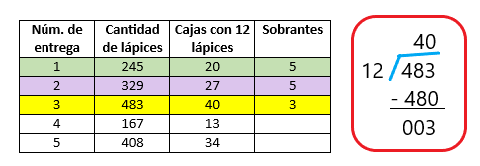 Núm. de entrega Cantidad de lápices Cajas con 12 lápices Sobrantes
1 245 20 5
2 329 27 5
3 483 40 3
4 167 13
5 408 34
40
12 483
- 480
003